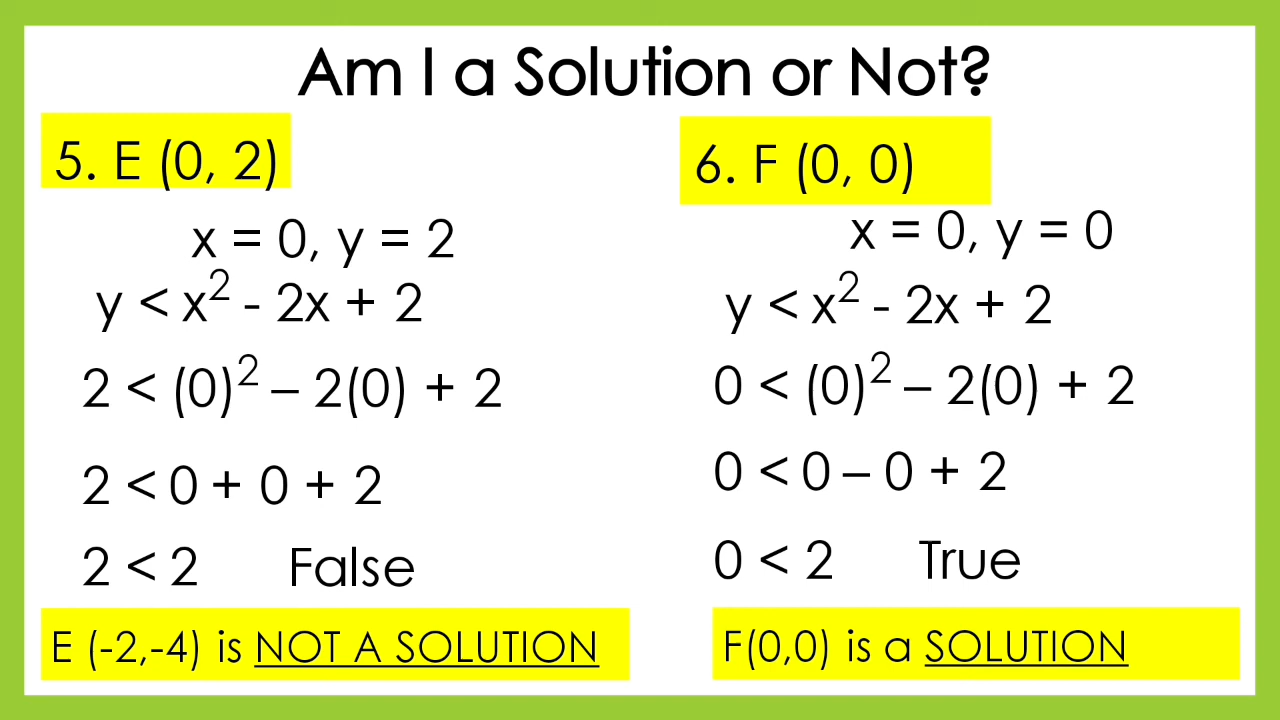 Am I a Solution or Not?
5. E (0, 2)
x = 0, y = 2
y < x² - 2x + 2
2 < (0)² – 2(0) + 2
2 < 0 + 0 + 2
2 < 2 False
E (-2,-4) is NOT A SOLUTION
6. F (0, 0)
x = 0, y = 0
y < x² - 2x + 2
0 < (0)² – 2(0) + 2
0 < 0 – 0 + 2
0 < 2 True
F(0,0) is a SOLUTION